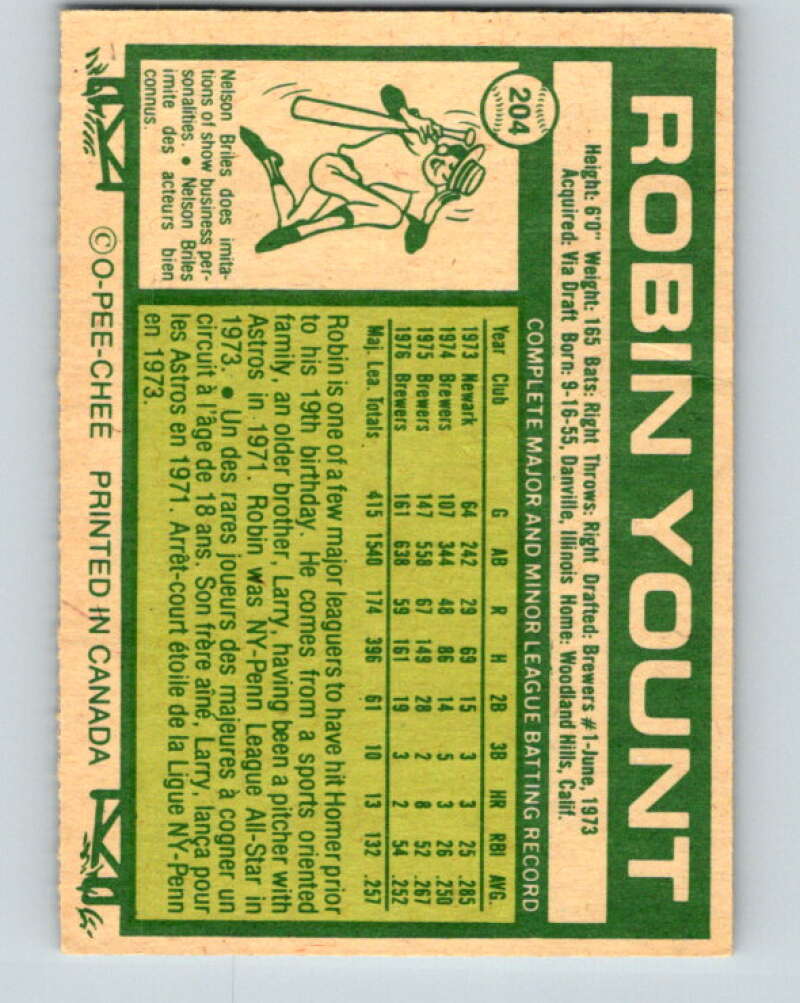 ROBIN YOUNT
Height: 6'0" Weight: 165 Bats: Right Throws: Right Drafted: Brewers #1-June, 1973
Acquired: Via Draft Born: 9-16-55, Danville, Illinois Home: Woodland Hills, Calif.
204
COMPLETE MAJOR AND MINOR LEAGUE BATTING RECORD
Year Club G AB R H 2B 3B HR RBI AVG.
1973 Newark 64 242 29 69 15 3 3 25 .285
1974 Brewers 107 344 48 86 14 5 3 26 .250
1975 Brewers 147 558 67 149 28 2 8 52 .267
1976 Brewers 161 638 59 161 19 3 2 54 .252
Maj. Lea. Totals 415 1540 174 396 61 10 13 132 .257
Robin is one of a few major leaguers to have hit Homer prior
to his 19th birthday. He comes from a sports oriented
family, an older brother, Larry, having been a pitcher with
Astros in 1971. Robin was NY-Penn League All-Star in
1973. • Un des rares joueurs des majeures à cogner un
circuit à l'âge de 18 ans. Son frère aîné, Larry, lança pour
les Astros en 1971. Arrêt-court étoile de la Ligue NY-Penn
en 1973.
Nelson Briles does imita-
tions of show business per-
sonalities. • Nelson Briles
imite des acteurs bien
connus.
© O-PEE-CHEE PRINTED IN CANADA